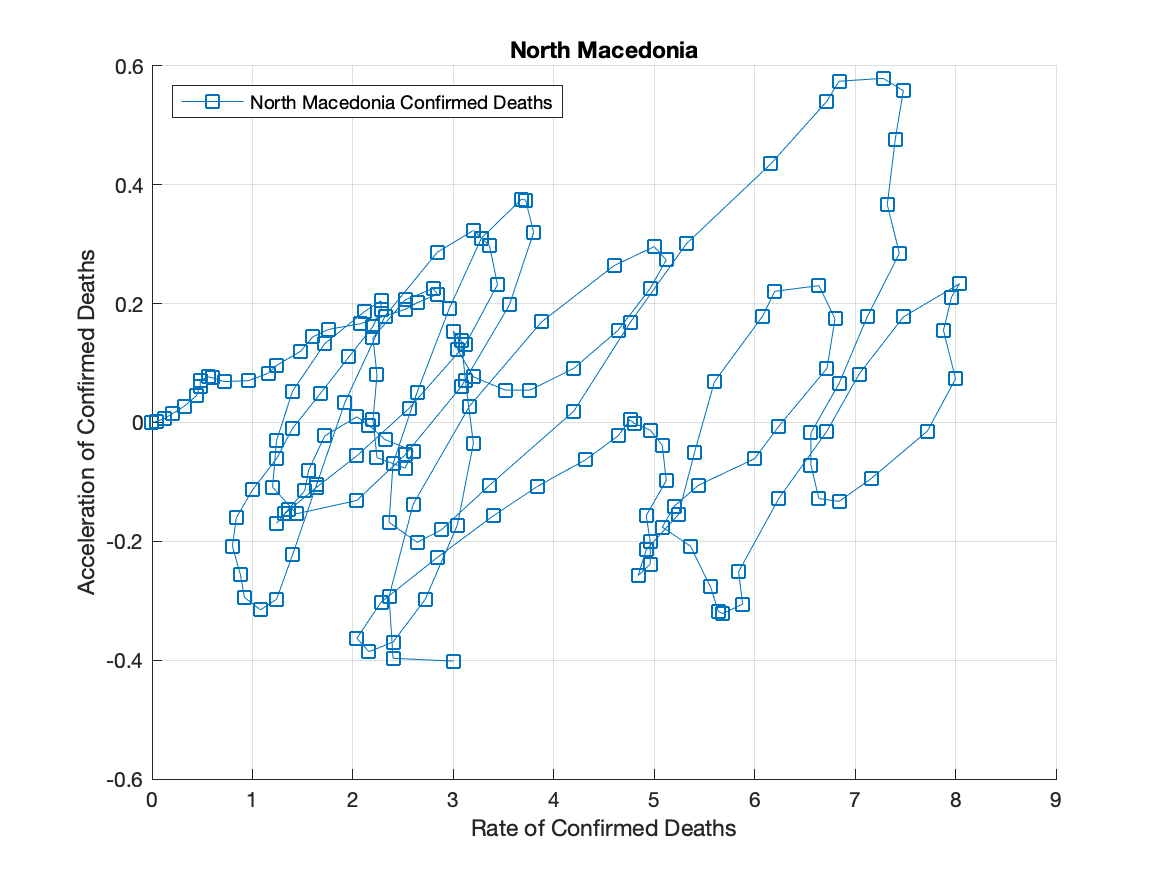 North Macedonia
North Macedonia Confirmed Deaths
0.6
0.4
0.2
0
-0.2
-0.4
-0.6
Acceleration of Confirmed Deaths
0 1 2 3 4 5 6 7 8 9
Rate of Confirmed Deaths